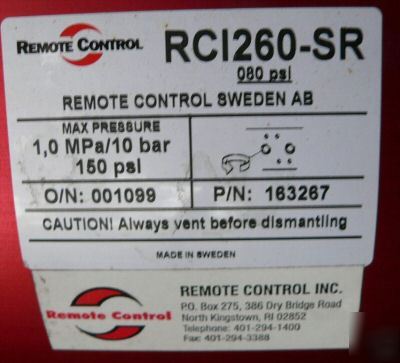 REMOTE CONTROL
RCI260-SR
080 psi
REMOTE CONTROL SWEDEN AB
MAX PRESSURE
1,0 MPa/10 bar
150 psi
O/N: 001099
P/N: 163267
CAUTION! Always vent before dismantling
MADE IN SWEDEN
Remote Control
REMOTE CONTROL INC.
P.O. Box 275, 386 Dry Bridge Road
North Kingstown, RI 02852
Telephone: 401-294-1400
Fax: 401-294-3388